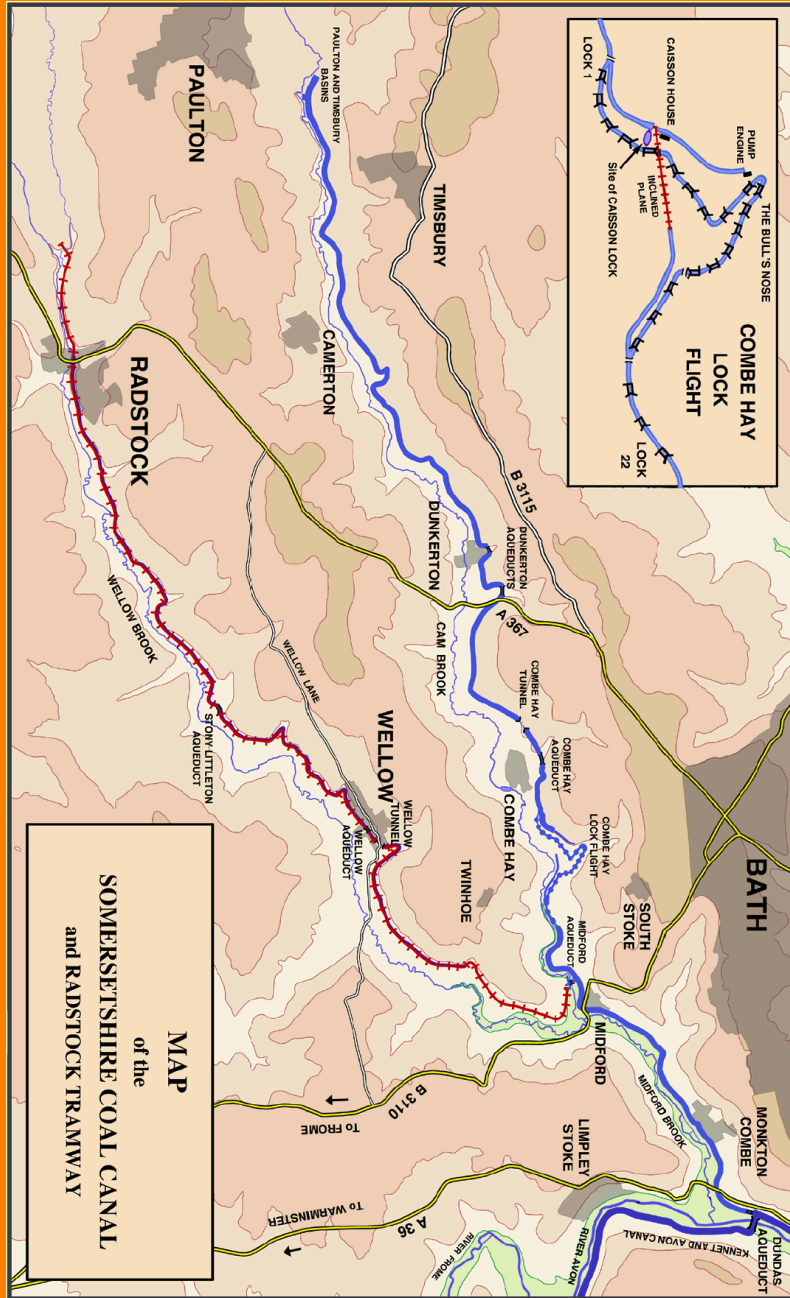 COMBE HAY
LOCK
FLIGHT
LOCK 1
CAISSON HOUSE
PUMP
ENGINE
THE BULL'S NOSE
INCLINED
PLANE
Site of CAISSON LOCK
LOCK
22
PAULTON
PAULTON AND TIMSBURY
BASINS
TIMSBURY
CAMERTON
RADSTOCK
B 3115
DUNKERTON
DUNKERTON
AQUEDUCTS
A 367
CAM BROOK
COMBE HAY
TUNNEL
COMBE HAY
AQUEDUCT
COMBE HAY
COMBE HAY
LOCK FLIGHT
WELLOW BROOK
WELLOW LANE
STONY LITTLETON
AQUEDUCT
WELLOW
WELLOW
TUNNEL
WELLOW
AQUEDUCT
TWINHOE
SOUTH
STOKE
BATH
MIDFORD
AQUEDUCT
MIDFORD
MIDFORD BROOK
MONKTON
COMBE
LIMPLEY
STOKE
DUNDAS
AQUEDUCT
KENNET AND AVON CANAL
RIVER AVON
RIVER FROME
B 3110
To FROME
A 36
To WARMINSTER
MAP
of the
SOMERSETSHIRE COAL CANAL
and RADSTOCK TRAMWAY